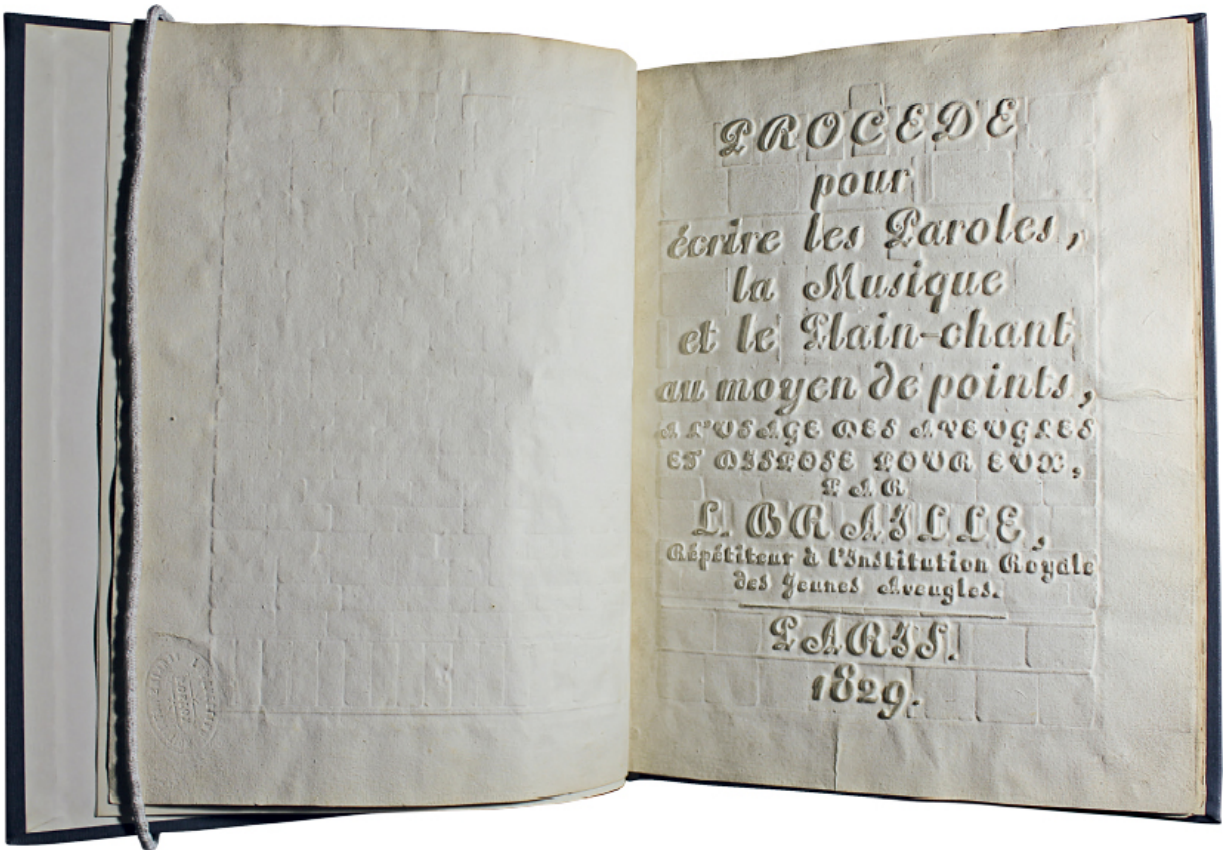 PROCEDE
pour
écrire les Paroles,
la Musique
et le Plain-chant
au moyen de points,
A L'USAGE DES AVEUGLES
ET DISPOSE POUR EUX,
PAR
L. BRAILLE,
Répétiteur à l'Institution Royale
des Jeunes Aveugles.
PARIS.
1829.